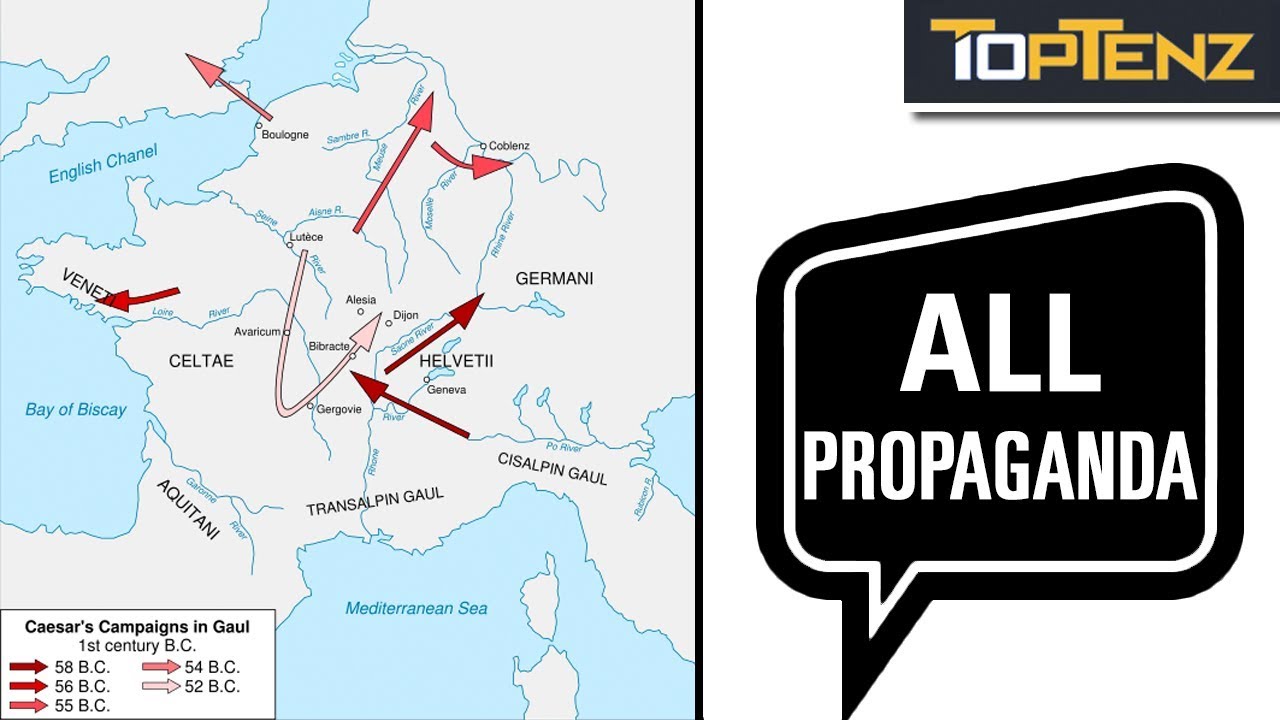 TOPTENZ
ALL
PROPAGANDA
Boulogne
English Chanel
Sambre R.
River
Meuse
Coblenz
River
Moselle
Rhine River
Seine
Aisne R.
Lutèce
River
GERMANI
VENETI
Loire
River
Alesia
Dijon
Avaricum
Saone River
Bibracte
HELVETII
CELTAE
Geneva
Bay of Biscay
Gergovie
River
Po River
CISALPIN GAUL
Rhone
Garonne
River
AQUITANI
TRANSALPIN GAUL
Rubicon R.
Mediterranean Sea
Caesar's Campaigns in Gaul
1st century B.C.
58 B.C.
54 B.C.
56 B.C.
52 B.C.
55 B.C.